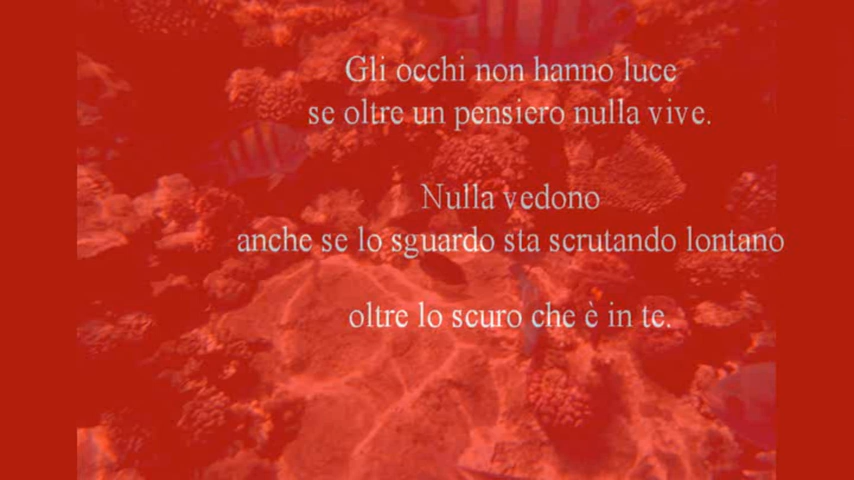 Gli occhi non hanno luce
se oltre un pensiero nulla vive.
Nulla vedono
anche se lo sguardo sta scrutando lontano
oltre lo scuro che è in te.